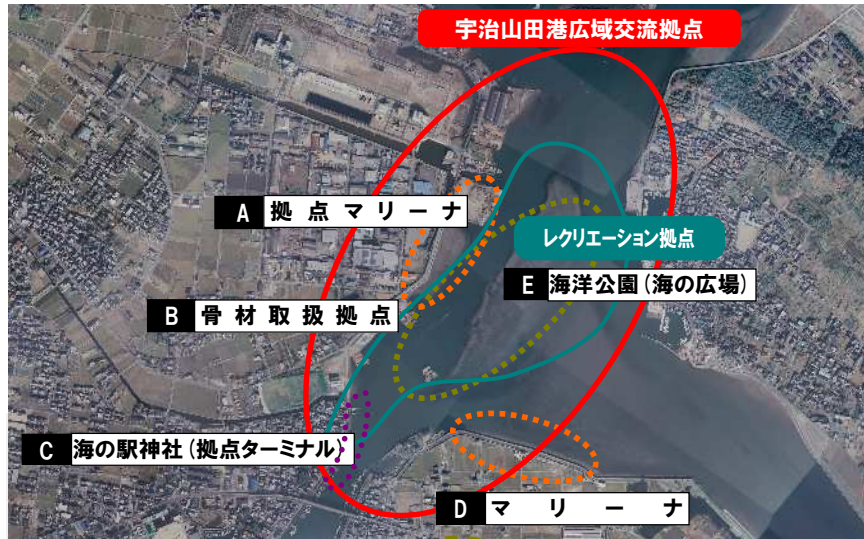 宇治山田港広域交流拠点
A 拠点マリーナ
レクリエーション拠点
E 海洋公園(海の広場)
B 骨材取扱拠点
C 海の駅神社(拠点ターミナル)
D マリーナ